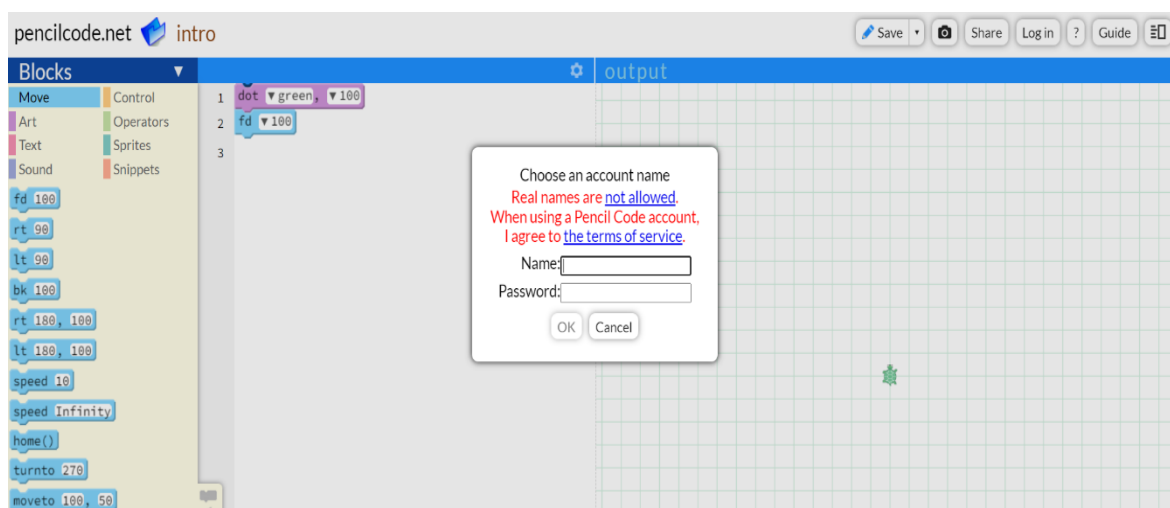 pencilcode.net intro
Save Share Log in ? Guide
Blocks
output
Move Control
Art Operators
Text Sprites
Sound Snippets
fd 100
rt 90
lt 90
bk 100
rt 180, 100
lt 180, 100
speed 10
speed Infinity
home()
turnto 270
moveto 100, 50
1 dot green, 100
2 fd 100
3
Choose an account name
Real names are not allowed.
When using a Pencil Code account,
I agree to the terms of service.
Name:
Password:
OK Cancel